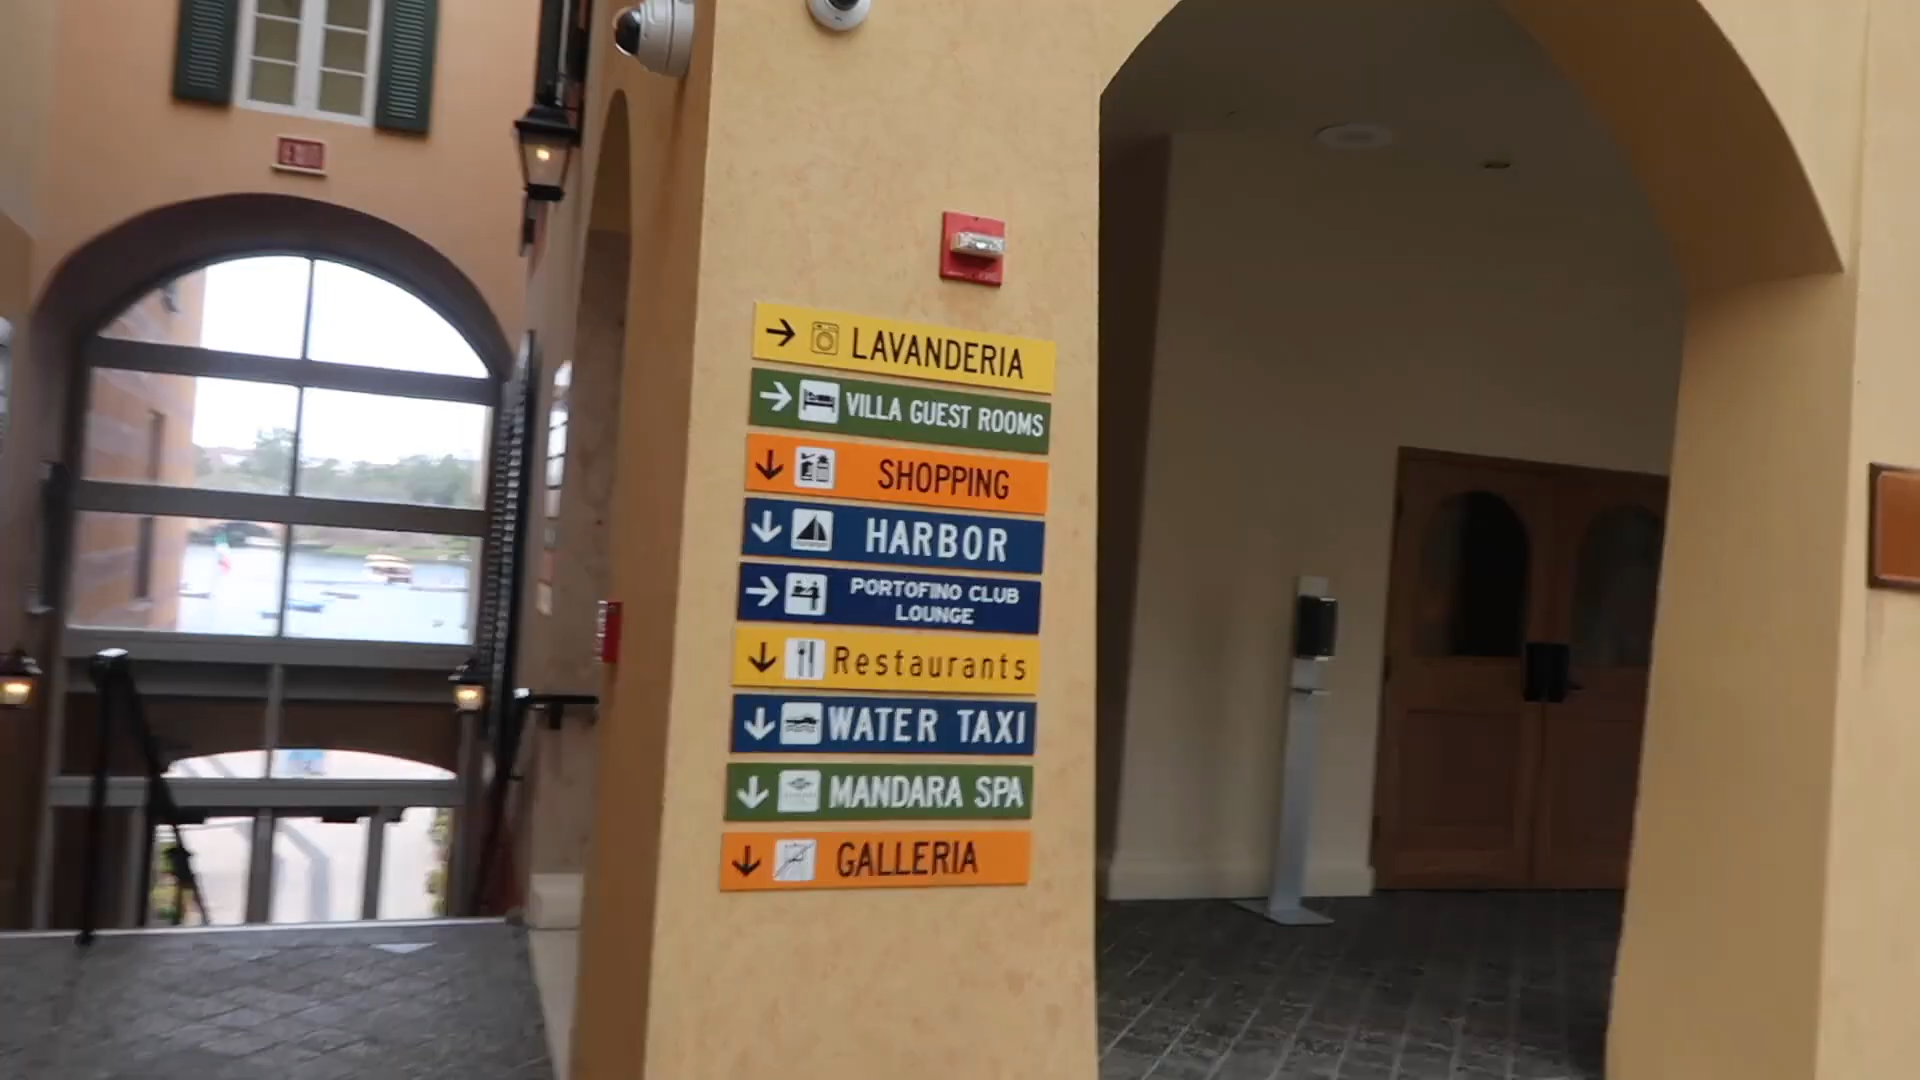 LAVANDERIA
VILLA GUEST ROOMS
SHOPPING
HARBOR
PORTOFINO CLUB
LOUNGE
Restaurants
WATER TAXI
MANDARA SPA
GALLERIA